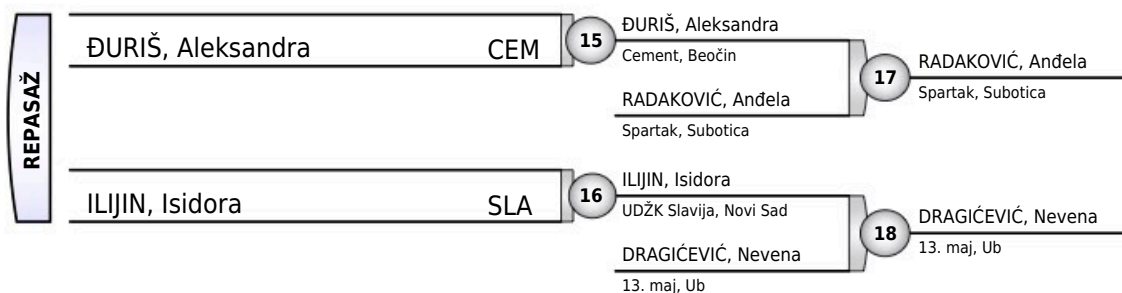 REPASAŽ
ĐURIŠ, Aleksandra CEM
15
ĐURIŠ, Aleksandra
Cement, Beočin
RADAKOVIĆ, Anđela
Spartak, Subotica
17
RADAKOVIĆ, Anđela
Spartak, Subotica
ILIJIN, Isidora SLA
16
ILIJIN, Isidora
UDŽK Slavija, Novi Sad
DRAGIĆEVIĆ, Nevena
13. maj, Ub
18
DRAGIĆEVIĆ, Nevena
13. maj, Ub